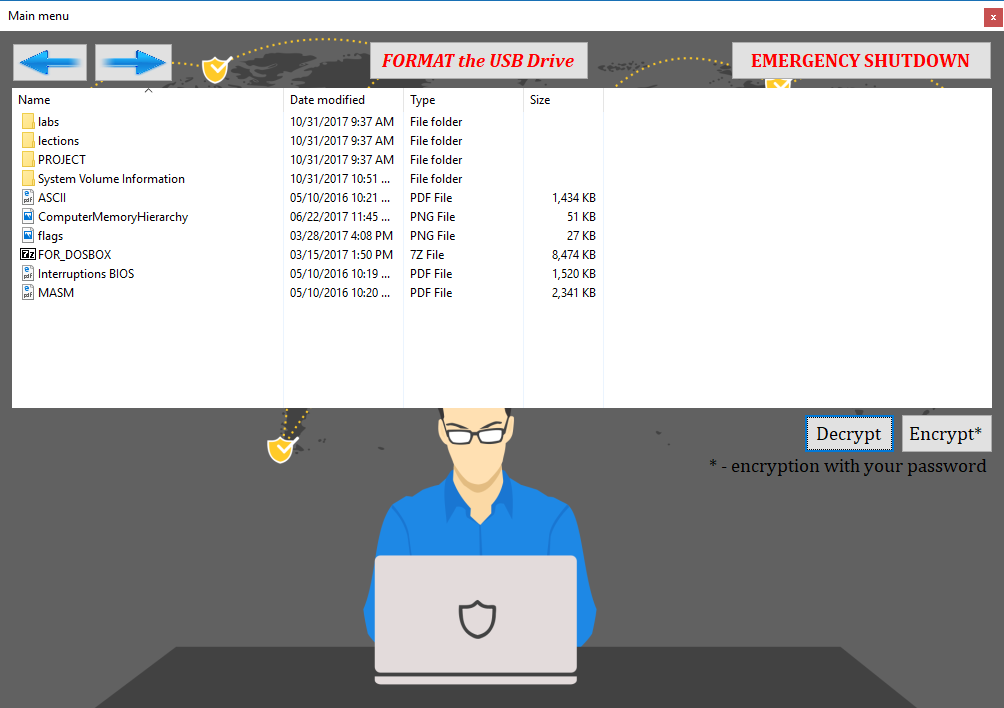 Main menu
x
FORMAT the USB Drive
EMERGENCY SHUTDOWN
Name Date modified Type Size
labs 10/31/2017 9:37 AM File folder
lections 10/31/2017 9:37 AM File folder
PROJECT 10/31/2017 9:37 AM File folder
System Volume Information 10/31/2017 10:51 ... File folder
ASCII 05/10/2016 10:21 ... PDF File 1,434 KB
ComputerMemoryHierarchy 06/22/2017 11:45 ... PNG File 51 KB
flags 03/28/2017 4:08 PM PNG File 27 KB
FOR_DOSBOX 03/15/2017 1:50 PM 7Z File 8,474 KB
Interruptions BIOS 05/10/2016 10:19 ... PDF File 1,520 KB
MASM 05/10/2016 10:20 ... PDF File 2,341 KB
Decrypt Encrypt*
* - encryption with your password